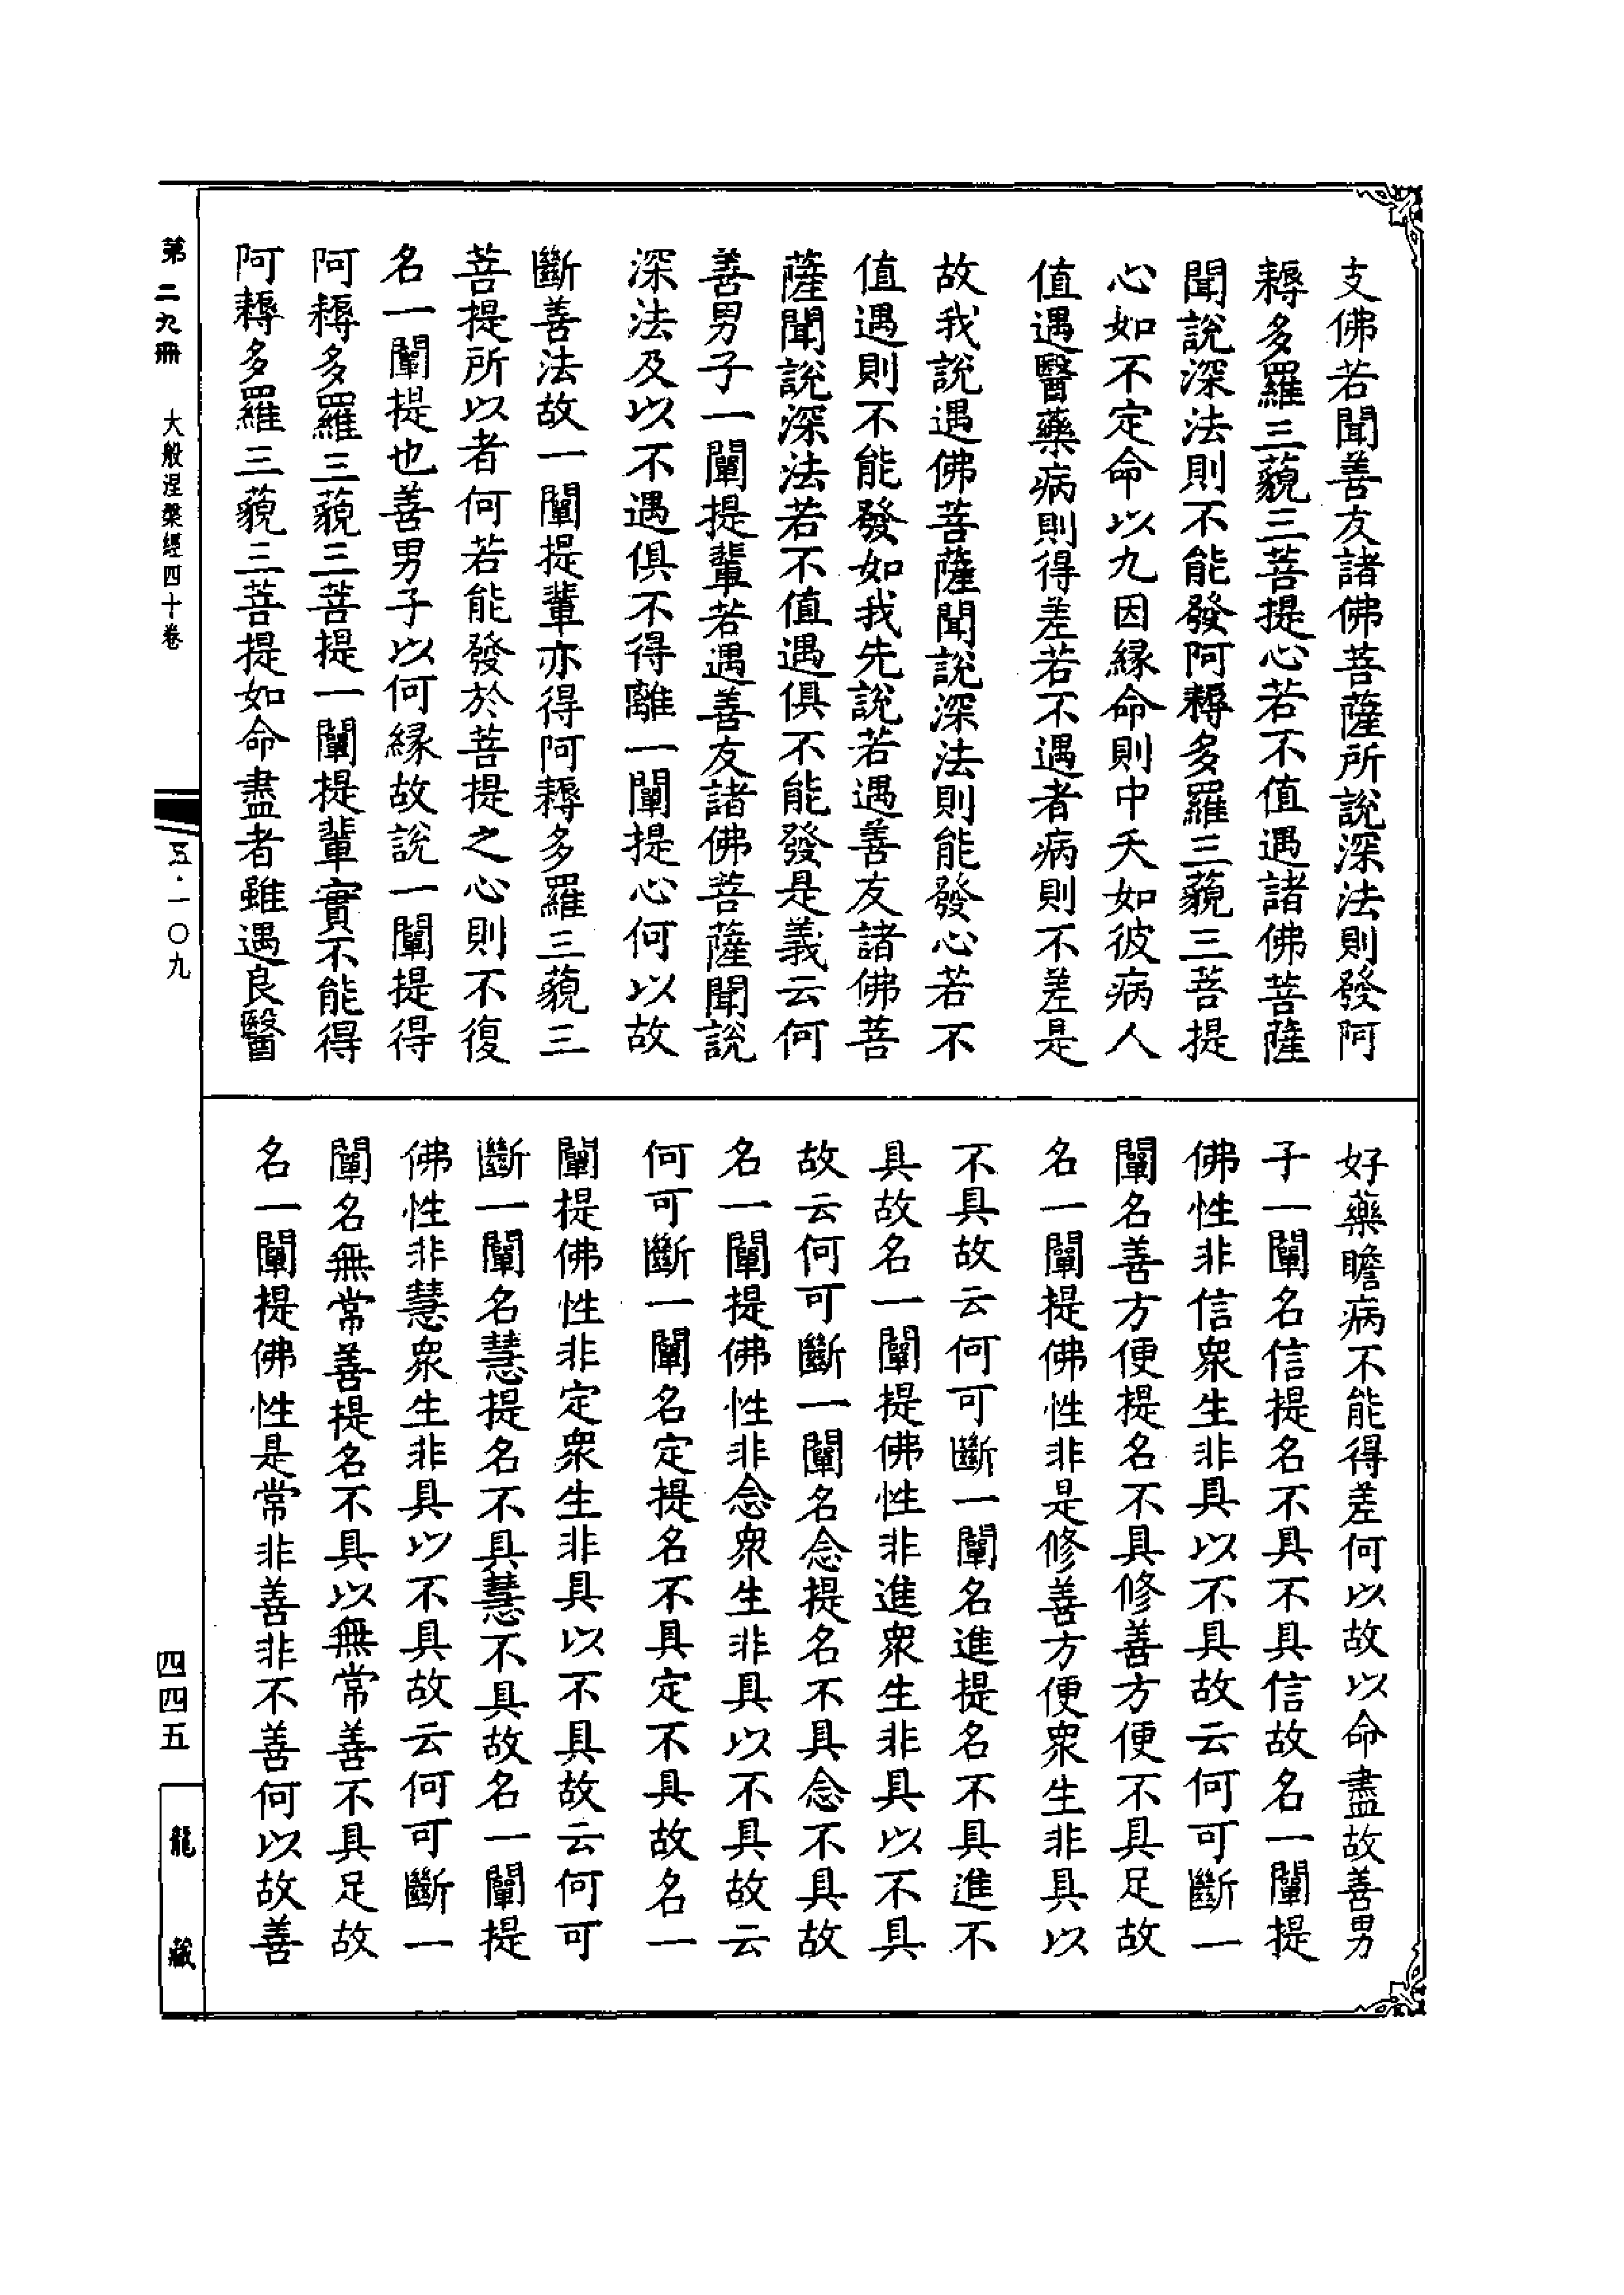 支佛若聞善友諸佛菩薩所說深法則發阿
耨多羅三藐三菩提心若不值遇諸佛菩薩
聞說深法則不能發阿耨多羅三藐三菩提
心如不定命以九因緣命則中夭如彼病人
值遇醫藥病則得差若不遇者病則不差是
故我說遇佛菩薩聞說深法則能發心若不
值遇則不能發如我先說若遇善友諸佛菩
薩聞說深法若不值遇俱不能發是義云何
善男子一闡提輩若遇善友諸佛菩薩聞說
深法及以不遇俱不得離一闡提心何以故
斷善法故一闡提輩亦得阿耨多羅三藐三
菩提所以者何若能發於菩提之心則不復
名一闡提也善男子以何緣故說一闡提得
阿耨多羅三藐三菩提一闡提輩實不能得
阿耨多羅三藐三菩提如命盡者雖遇良醫
好藥瞻病不能得差何以故以命盡故善男
子一闡名信提名不具不具信故名一闡提
佛性非信衆生非具以不具故云何可斷一
闡名善方便提名不具修善方便不具足故
名一闡提佛性非是修善方便衆生非具以
不具故云何可斷一闡名進提名不具進不
具故名一闡提佛性非進衆生非具以不具
故云何可斷一闡名念提名不具念不具故
名一闡提佛性非念衆生非具以不具故云
何可斷一闡名定提名不具定不具故名一
闡提佛性非定衆生非具以不具故云何可
斷一闡名慧提名不具慧不具故名一闡提
佛性非慧衆生非具以不具故云何可斷一
闡名無常善提名不具以無常善不具足故
名一闡提佛性是常非善非不善何以故善
第二九冊 大般涅槃經四十卷
五·一〇九
四四五
龍藏